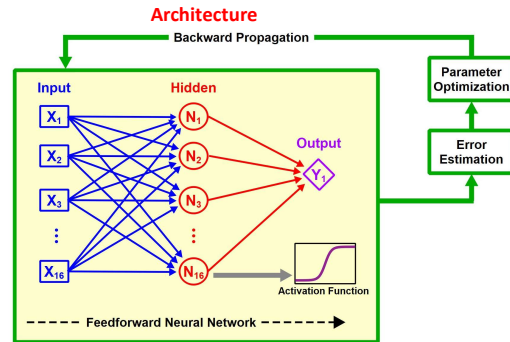 Architecture
Backward Propagation
Input
Hidden
Output
X1
X2
X3
X16
N1
N2
N3
N16
Y1
Activation Function
Feedforward Neural Network
Parameter
Optimization
Error
Estimation